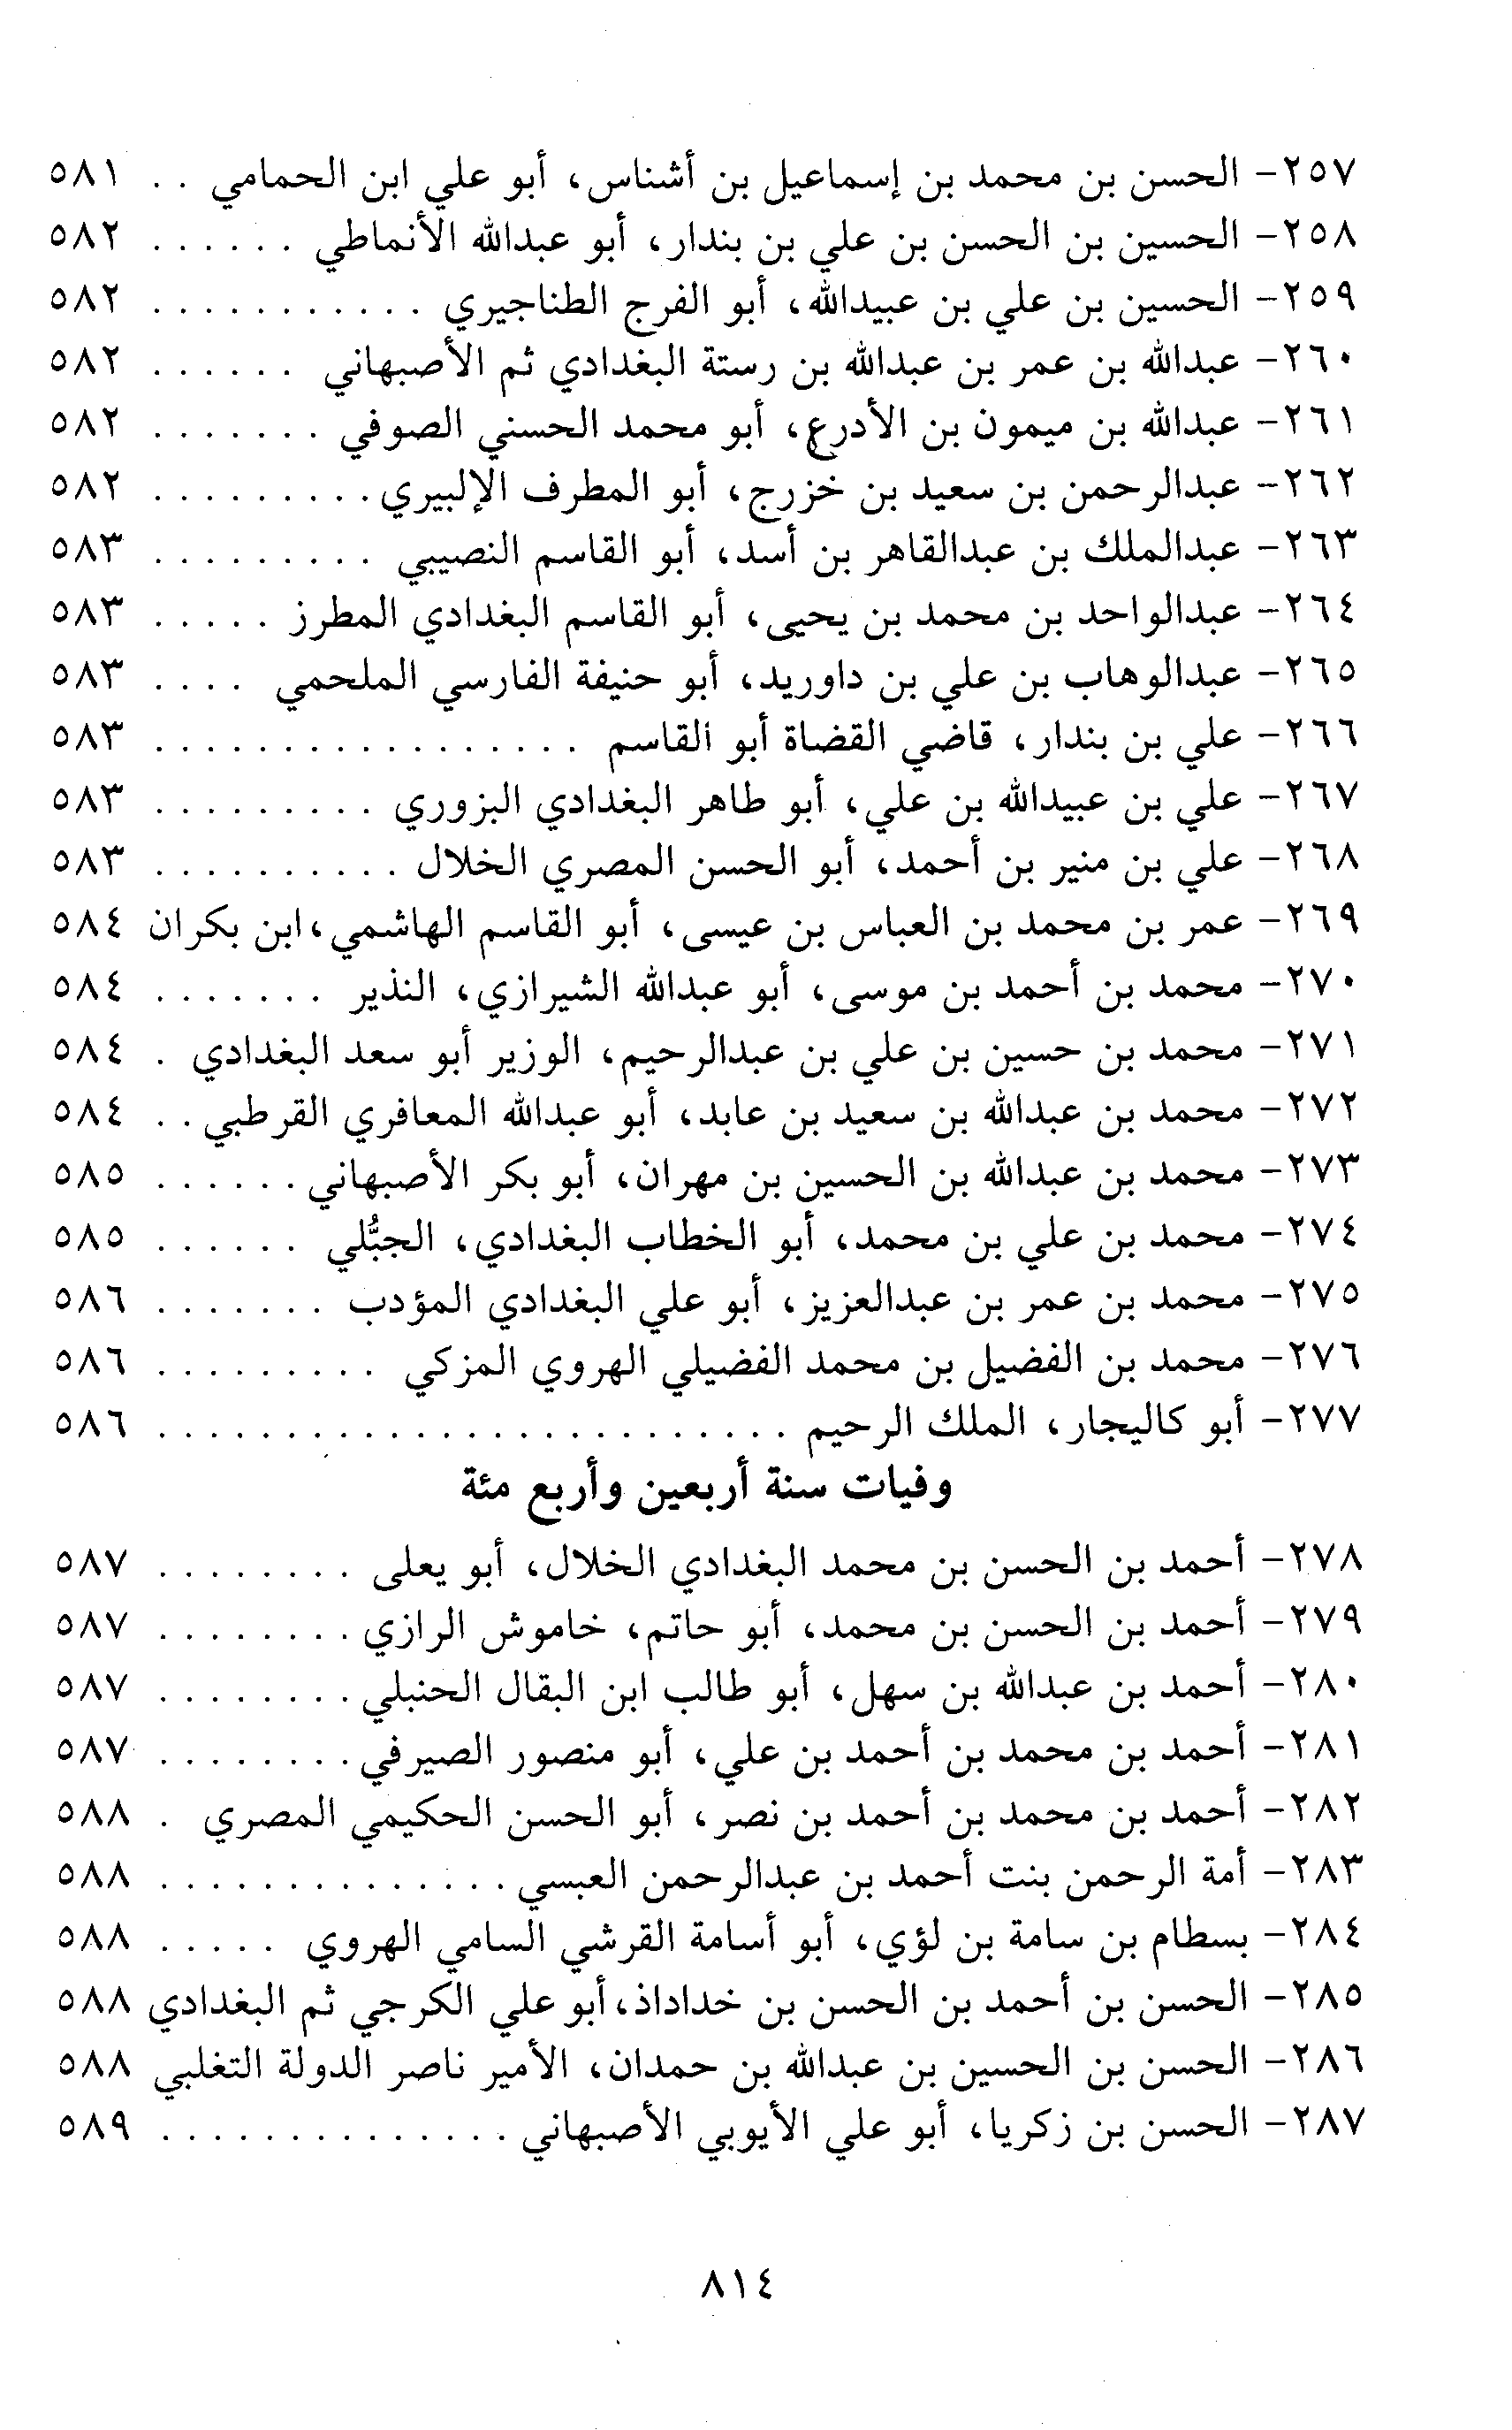 ٢٥٧- الحسن بن محمد بن إسماعيل بن أشناس، أبو علي ابن الحمامي . . ٥٨١
٢٥٨- الحسين بن الحسن بن علي بن بندار، أبو عبدالله الأنماطي . . . . . . ٥٨٢
٢٥٩- الحسين بن علي بن عبيدالله، أبو الفرج الطناجيري . . . . . . . . . . . ٥٨٢
٢٦٠- عبدالله بن عمر بن عبدالله بن رستة البغدادي ثم الأصبهاني . . . . . . ٥٨٢
٢٦١- عبدالله بن ميمون بن الأدرع، أبو محمد الحسني الصوفي . . . . . . . ٥٨٢
٢٦٢- عبدالرحمن بن سعيد بن خزرج، أبو المطرف الإلبيري . . . . . . . . . ٥٨٢
٢٦٣- عبدالملك بن عبدالقاهر بن أسد، أبو القاسم النصيبي . . . . . . . . . ٥٨٣
٢٦٤- عبدالواحد بن محمد بن يحيى، أبو القاسم البغدادي المطرز . . . . . ٥٨٣
٢٦٥- عبدالوهاب بن علي بن داوريد، أبو حنيفة الفارسي الملحمي . . . . ٥٨٣
٢٦٦- علي بن بندار، قاضي القضاة أبو القاسم . . . . . . . . . . . . . . . . . ٥٨٣
٢٦٧- علي بن عبيدالله بن علي، أبو طاهر البغدادي البزوري . . . . . . . . . ٥٨٣
٢٦٨- علي بن منير بن أحمد، أبو الحسن المصري الخلال . . . . . . . . . . ٥٨٣
٢٦٩- عمر بن محمد بن العباس بن عيسى، أبو القاسم الهاشمي،ابن بكران ٥٨٤
٢٧٠- محمد بن أحمد بن موسى، أبو عبدالله الشيرازي، النذير . . . . . . . ٥٨٤
٢٧١- محمد بن حسين بن علي بن عبدالرحيم، الوزير أبو سعد البغدادي . ٥٨٤
٢٧٢- محمد بن عبدالله بن سعيد بن عابد، أبو عبدالله المعافري القرطبي . . ٥٨٤
٢٧٣- محمد بن عبدالله بن الحسين بن مهران، أبو بكر الأصبهاني . . . . . . ٥٨٥
٢٧٤- محمد بن علي بن محمد، أبو الخطاب البغدادي، الجبُّلي . . . . . . ٥٨٥
٢٧٥- محمد بن عمر بن عبدالعزيز، أبو علي البغدادي المؤدب . . . . . . . ٥٨٦
٢٧٦- محمد بن الفضيل بن محمد الفضيلي الهروي المزكي . . . . . . . . . ٥٨٦
٢٧٧- أبو كاليجار، الملك الرحيم . . . . . . . . . . . . . . . . . . . . . . . . . ٥٨٦
وفيات سنة أربعين وأربع مئة
٢٧٨- أحمد بن الحسن بن محمد البغدادي الخلال، أبو يعلى . . . . . . . . ٥٨٧
٢٧٩- أحمد بن الحسن بن محمد، أبو حاتم، خاموش الرازي . . . . . . . . ٥٨٧
٢٨٠- أحمد بن عبدالله بن سهل، أبو طالب ابن البقال الحنبلي . . . . . . . . ٥٨٧
٢٨١- أحمد بن محمد بن أحمد بن علي، أبو منصور الصيرفي . . . . . . . . ٥٨٧
٢٨٢- أحمد بن محمد بن أحمد بن نصر، أبو الحسن الحكيمي المصري . ٥٨٨
٢٨٣- أمة الرحمن بنت أحمد بن عبدالرحمن العبسي . . . . . . . . . . . . . . ٥٨٨
٢٨٤- بسطام بن سامة بن لؤي، أبو أسامة القرشي السامي الهروي . . . . . ٥٨٨
٢٨٥- الحسن بن أحمد بن الحسن بن خداداذ،أبو علي الكرجي ثم البغدادي ٥٨٨
٢٨٦- الحسن بن الحسين بن عبدالله بن حمدان، الأمير ناصر الدولة التغلبي ٥٨٨
٢٨٧- الحسن بن زكريا، أبو علي الأيوبي الأصبهاني . . . . . . . . . . . . . . ٥٨٩
٨١٤